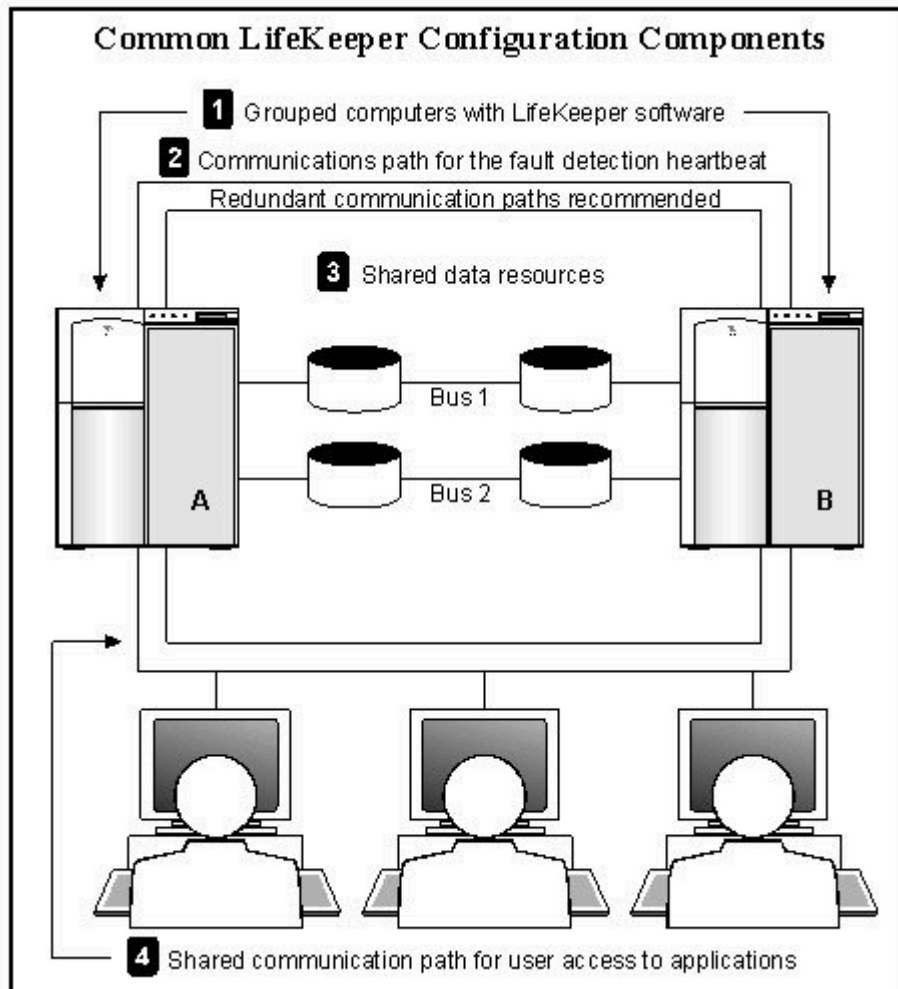 Common LifeKeeper Configuration Components
1 Grouped computers with LifeKeeper software
2 Communications path for the fault detection heartbeat
Redundant communication paths recommended
3 Shared data resources
Bus 1
Bus 2
A
B
4 Shared communication path for user access to applications